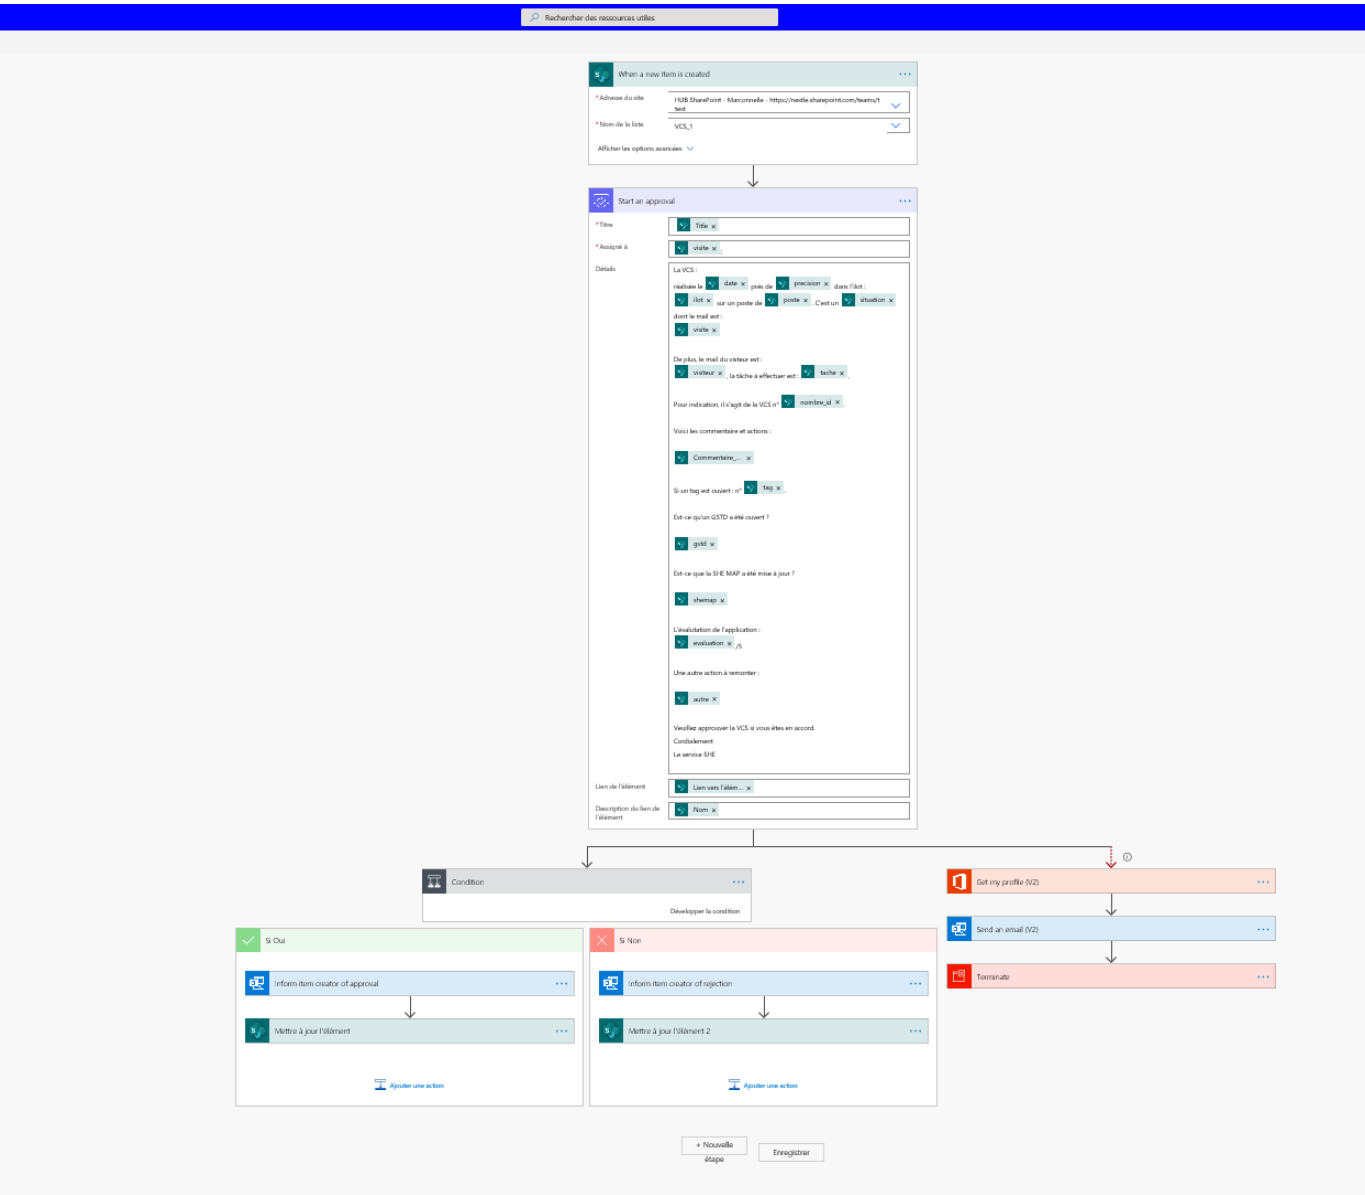 Rechercher des ressources utiles
When a new item is created
* Adresse du site
HUB SharePoint - Marconnelle - https://nestle.sharepoint.com/teams/t
test
* Nom de la liste
VCS_1
Afficher les options avancées
Start an approval
* Titre
Title ×
* Assigné à
visite × .
Détails
La VCS :
réalisée le date × près de precision × dans l'ilot :
ilot × sur un poste de poste × . C'est un situation ×
dont le mail est :
visite ×
De plus, le mail du visteur est :
visiteur × , la tâche à effectuer est : tache × .
Pour indication, il s'agit de la VCS n° nombre_id × .
Voici les commentaire et actions :
Commentaire_... ×
Si un tag est ouvert : n° tag × .
Est-ce qu'un GSTD a été ouvert ?
gstd ×
Est-ce que la SHE MAP a été mise à jour ?
shemap ×
L'évalutation de l'application :
evaluation × /5
Une autre action à remonter :
autre ×
Veuillez approuver la VCS si vous êtes en accord.
Cordialement
Le service SHE
Lien de l'élément
Lien vers l'élém... ×
Description du lien de
l'élément
Nom ×
Condition
Développer la condition
Get my profile (V2)
Send an email (V2)
Terminate
Si Oui
Inform item creator of approval
Mettre à jour l'élément
Ajouter une action
Si Non
Inform item creator of rejection
Mettre à jour l'élément 2
Ajouter une action
+ Nouvelle
étape
Enregistrer